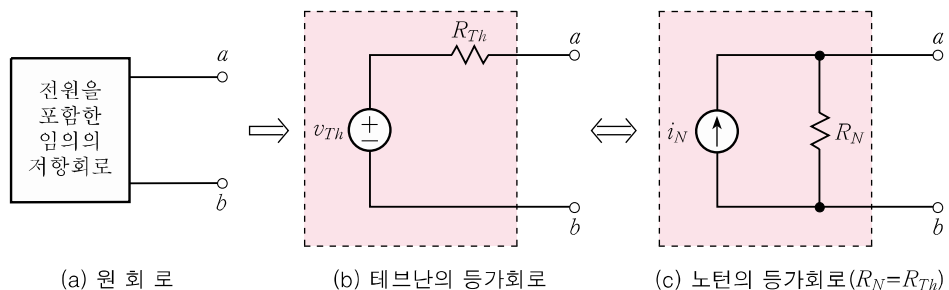 전원을
포함한
임의의
저항회로
a
b
R_Th
v_Th
+
−
a
b
i_N
R_N
a
b
(a) 원 회 로
(b) 테브난의 등가회로
(c) 노턴의 등가회로(R_N=R_Th)